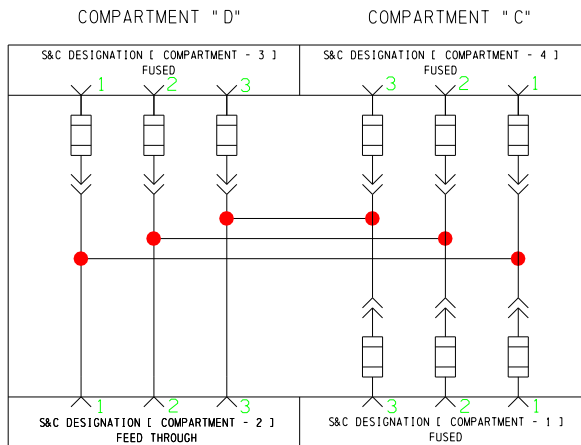 COMPARTMENT "D" COMPARTMENT "C"
S&C DESIGNATION [ COMPARTMENT - 3 ] S&C DESIGNATION [ COMPARTMENT - 4 ]
FUSED FUSED
1 2 3 3 2 1
1 2 3 3 2 1
S&C DESIGNATION [ COMPARTMENT - 2 ] S&C DESIGNATION [ COMPARTMENT - 1 ]
FEED THROUGH FUSED